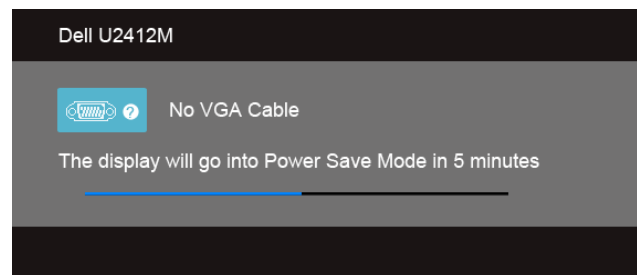 Dell U2412M
? No VGA Cable
The display will go into Power Save Mode in 5 minutes